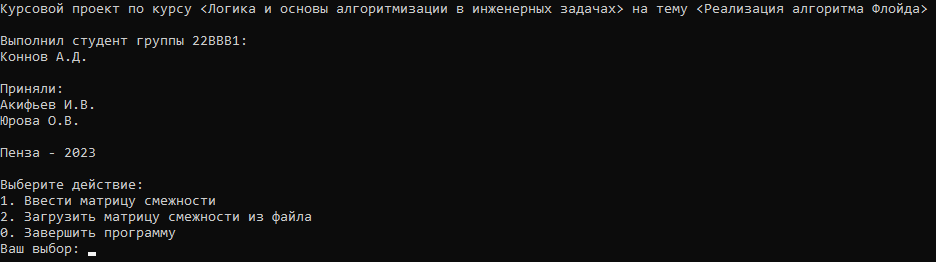 Курсовой проект по курсу <Логика и основы алгоритмизации в инженерных задачах> на тему <Реализация алгоритма Флойда>
Выполнил студент группы 22ВВВ1:
Коннов А.Д.
Приняли:
Акифьев И.В.
Юрова О.В.
Пенза - 2023
Выберите действие:
1. Ввести матрицу смежности
2. Загрузить матрицу смежности из файла
0. Завершить программу
Ваш выбор: